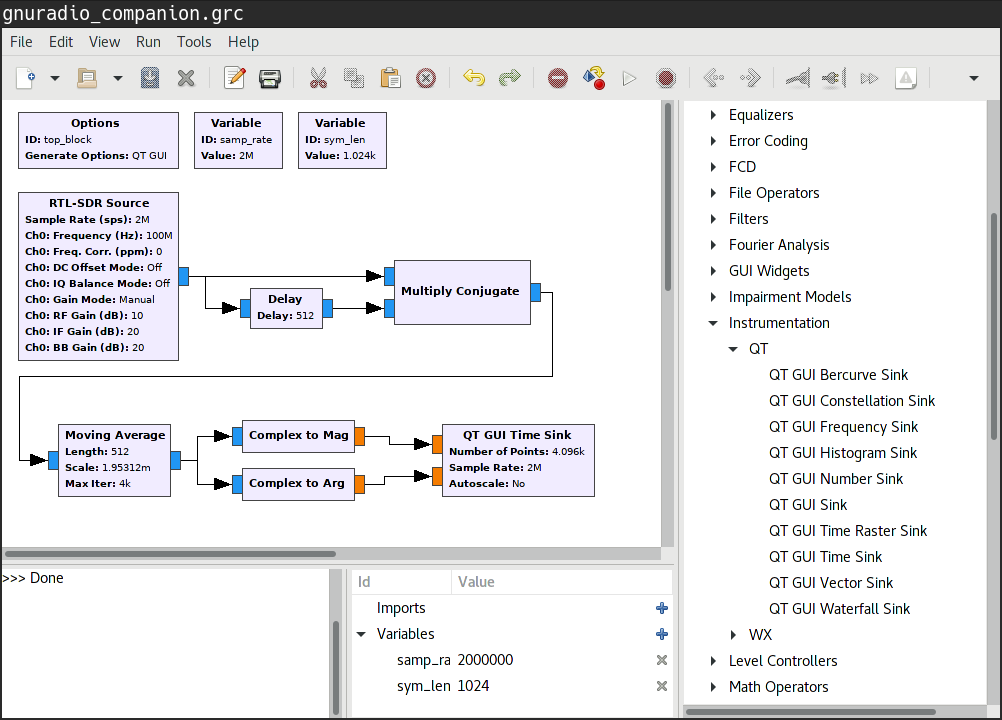 gnuradio_companion.grc
File Edit View Run Tools Help
Options
ID: top_block
Generate Options: QT GUI
Variable
ID: samp_rate
Value: 2M
Variable
ID: sym_len
Value: 1.024k
RTL-SDR Source
Sample Rate (sps): 2M
Ch0: Frequency (Hz): 100M
Ch0: Freq. Corr. (ppm): 0
Ch0: DC Offset Mode: Off
Ch0: IQ Balance Mode: Off
Ch0: Gain Mode: Manual
Ch0: RF Gain (dB): 10
Ch0: IF Gain (dB): 20
Ch0: BB Gain (dB): 20
Delay
Delay: 512
Multiply Conjugate
Moving Average
Length: 512
Scale: 1.95312m
Max Iter: 4k
Complex to Mag
Complex to Arg
QT GUI Time Sink
Number of Points: 4.096k
Sample Rate: 2M
Autoscale: No
Equalizers
Error Coding
FCD
File Operators
Filters
Fourier Analysis
GUI Widgets
Impairment Models
Instrumentation
QT
QT GUI Bercurve Sink
QT GUI Constellation Sink
QT GUI Frequency Sink
QT GUI Histogram Sink
QT GUI Number Sink
QT GUI Sink
QT GUI Time Raster Sink
QT GUI Time Sink
QT GUI Vector Sink
QT GUI Waterfall Sink
WX
Level Controllers
Math Operators
>>> Done
Id Value
Imports
Variables
samp_ra 2000000
sym_len 1024